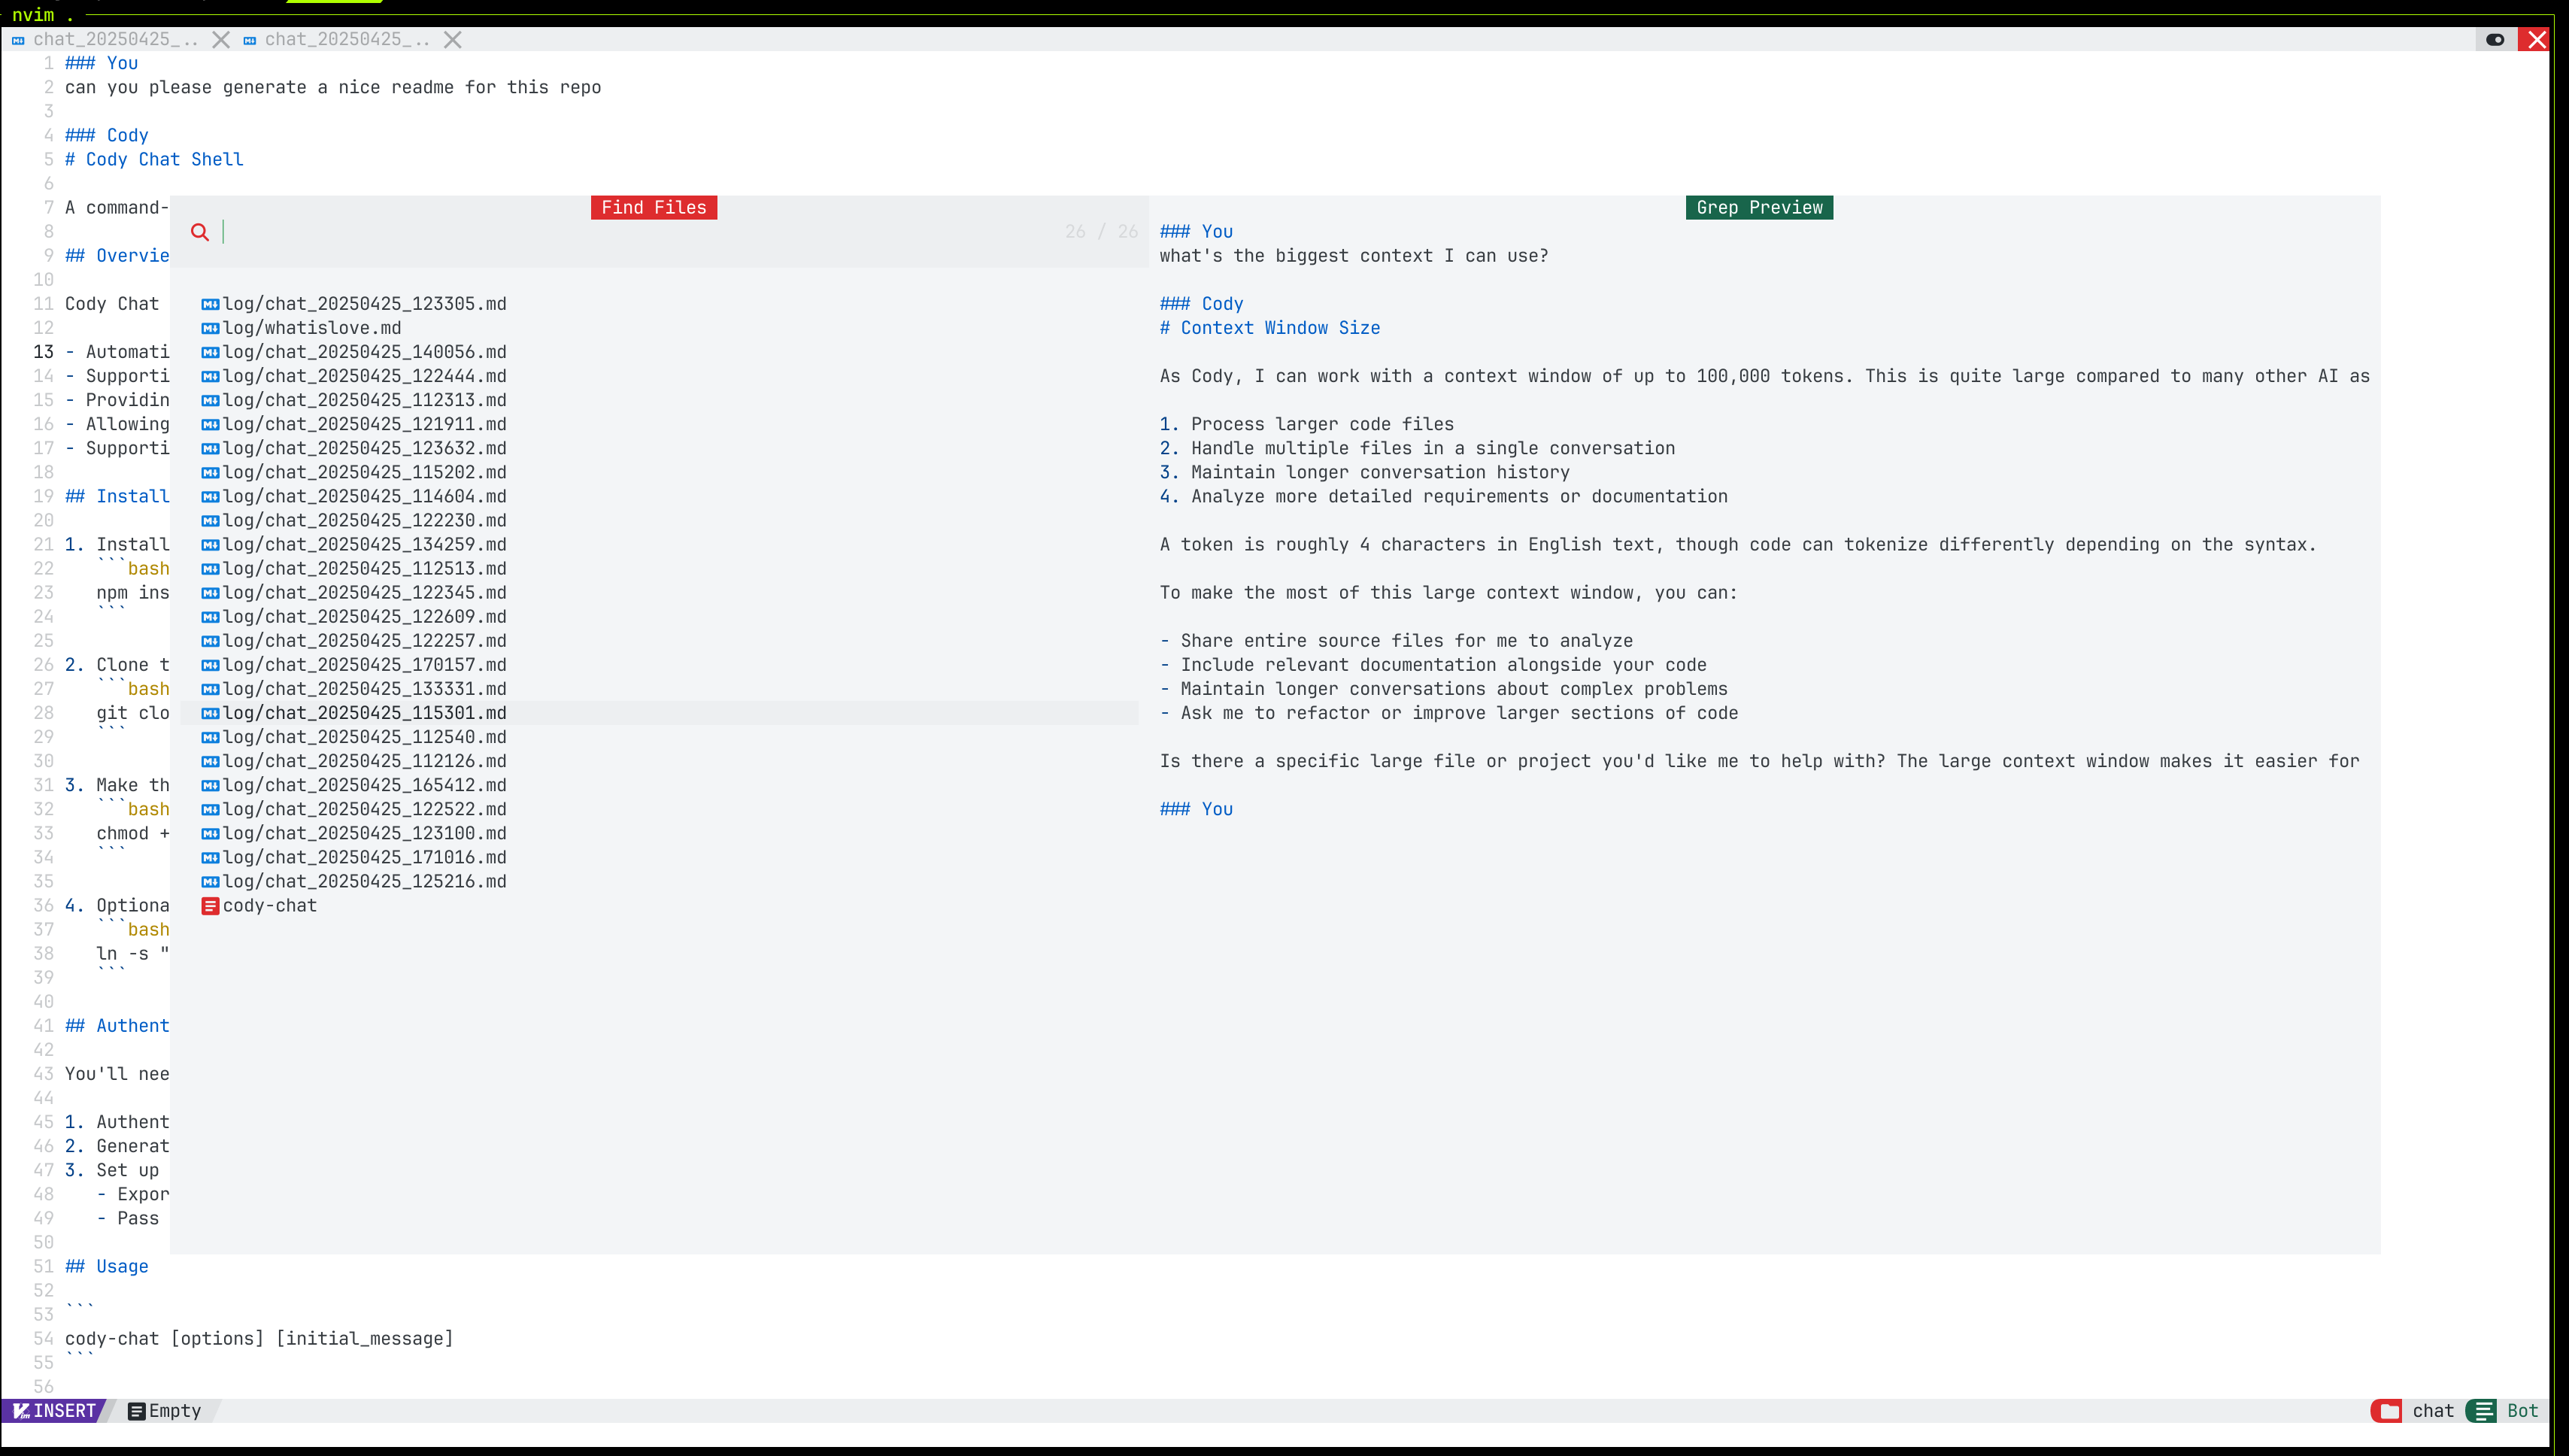 nvim .
chat_20250425_..
chat_20250425_..
1 ### You
2 can you please generate a nice readme for this repo
3
4 ### Cody
5 # Cody Chat Shell
6
7 A command-
8
9 ## Overvie
10
11 Cody Chat
12
13 - Automati
14 - Supporti
15 - Providin
16 - Allowing
17 - Supporti
18
19 ## Install
20
21 1. Install
22 ```bash
23 npm ins
24 ```
25
26 2. Clone t
27 ```bash
28 git clo
29 ```
30
31 3. Make th
32 ```bash
33 chmod +
34 ```
35
36 4. Optiona
37 ```bash
38 ln -s "
39 ```
40
41 ## Authent
42
43 You'll nee
44
45 1. Authent
46 2. Generat
47 3. Set up
48 - Expor
49 - Pass
50
51 ## Usage
52
53 ```
54 cody-chat [options] [initial_message]
55 ```
56
Find Files
26 / 26
log/chat_20250425_123305.md
log/whatislove.md
log/chat_20250425_140056.md
log/chat_20250425_122444.md
log/chat_20250425_112313.md
log/chat_20250425_121911.md
log/chat_20250425_123632.md
log/chat_20250425_115202.md
log/chat_20250425_114604.md
log/chat_20250425_122230.md
log/chat_20250425_134259.md
log/chat_20250425_112513.md
log/chat_20250425_122345.md
log/chat_20250425_122609.md
log/chat_20250425_122257.md
log/chat_20250425_170157.md
log/chat_20250425_133331.md
log/chat_20250425_115301.md
log/chat_20250425_112540.md
log/chat_20250425_112126.md
log/chat_20250425_165412.md
log/chat_20250425_122522.md
log/chat_20250425_123100.md
log/chat_20250425_171016.md
log/chat_20250425_125216.md
cody-chat
Grep Preview
### You
what's the biggest context I can use?
### Cody
# Context Window Size
As Cody, I can work with a context window of up to 100,000 tokens. This is quite large compared to many other AI as
1. Process larger code files
2. Handle multiple files in a single conversation
3. Maintain longer conversation history
4. Analyze more detailed requirements or documentation
A token is roughly 4 characters in English text, though code can tokenize differently depending on the syntax.
To make the most of this large context window, you can:
- Share entire source files for me to analyze
- Include relevant documentation alongside your code
- Maintain longer conversations about complex problems
- Ask me to refactor or improve larger sections of code
Is there a specific large file or project you'd like me to help with? The large context window makes it easier for
### You
INSERT
Empty
chat
Bot